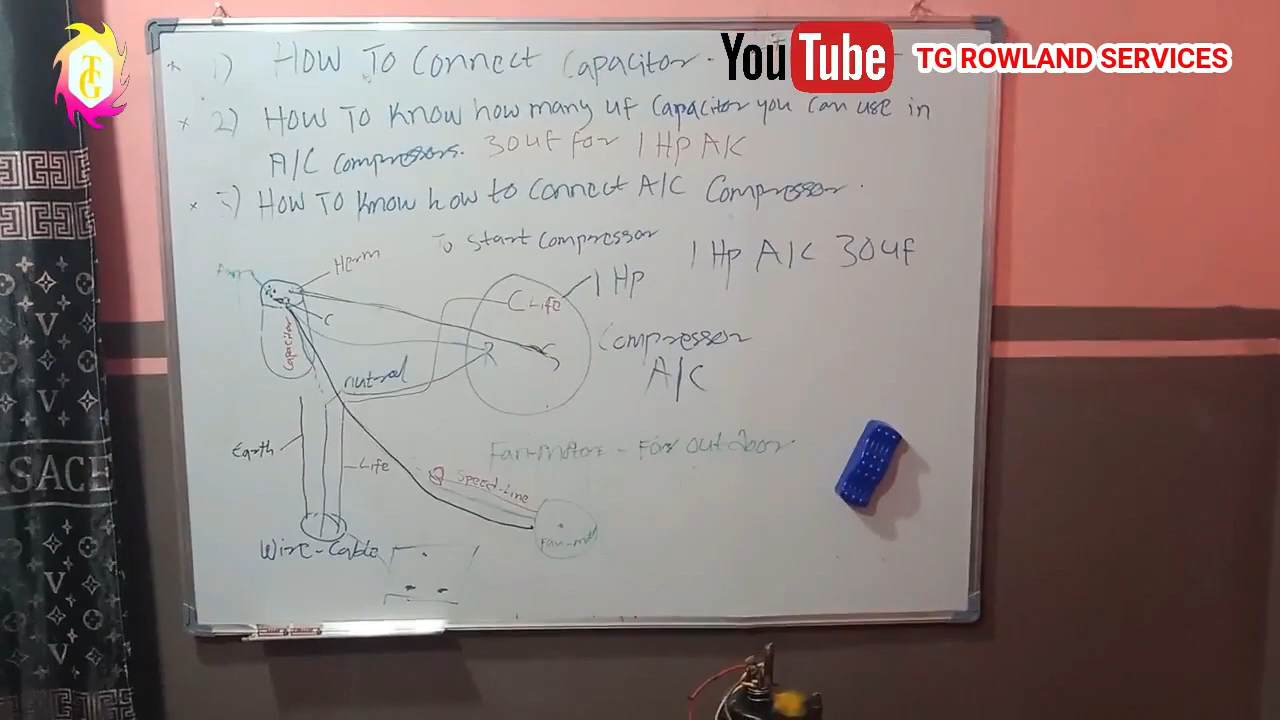 YouTube TG ROWLAND SERVICES
TG
1) HOW TO Connect Capacitor.
2) HOW TO Know how many uf Capacitor you can use in
A/C compressors. 30uf for 1 Hp A/C
3) HOW TO Know how to Connect A/C Compressor.
To Start Compressor
1 Hp A/C 30uf
Herm
1 HP
C Life
C
Capacitor
R
S
Compressor
A/C
nutral
Earth
Life
Fan-motor - For Outdoor
Speed-Line
Fan-mot
Wire-Cable
V
SACE
V